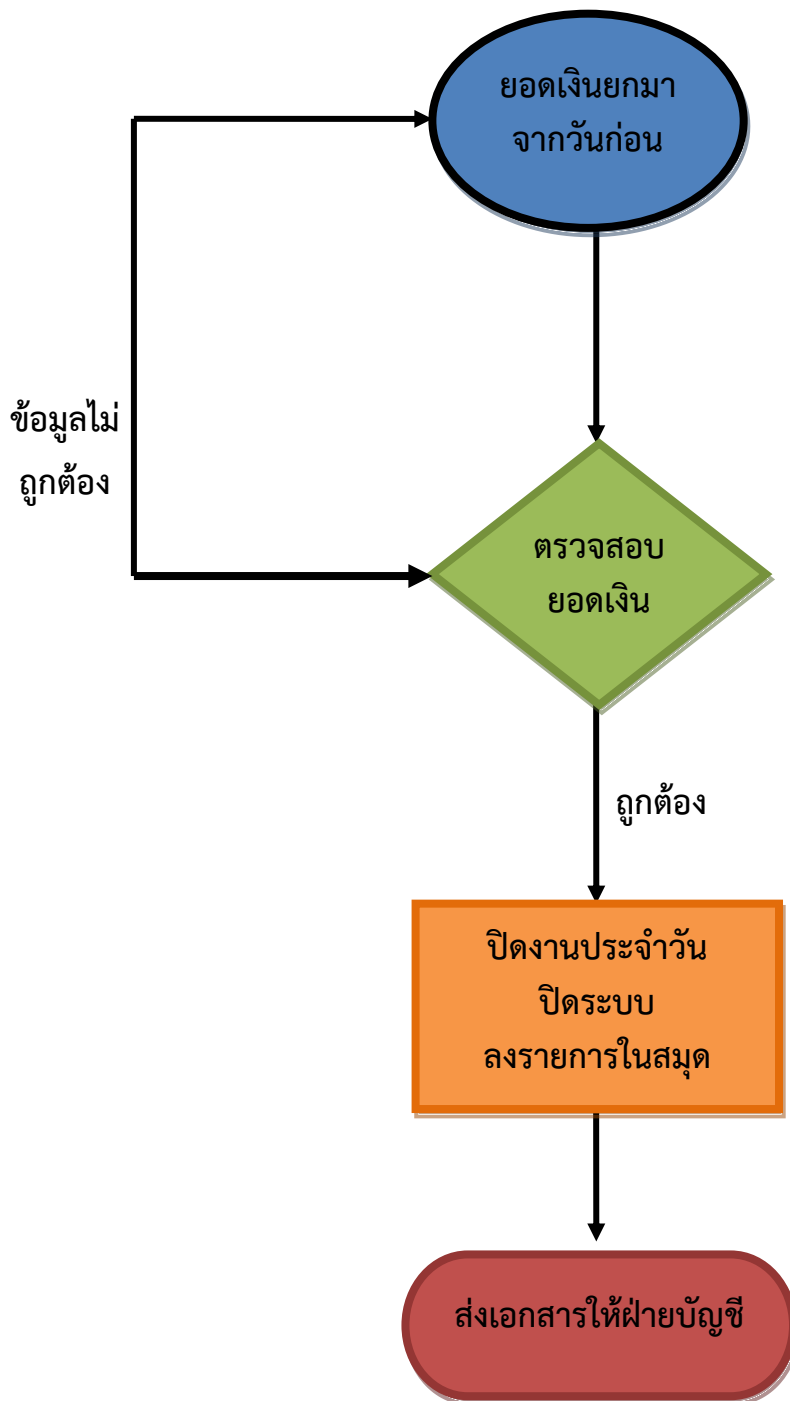 ยอดเงินยกมา
จากวันก่อน
ข้อมูลไม่
ถูกต้อง
ตรวจสอบ
ยอดเงิน
ถูกต้อง
ปิดงานประจำวัน
ปิดระบบ
ลงรายการในสมุด
ส่งเอกสารให้ฝ่ายบัญชี